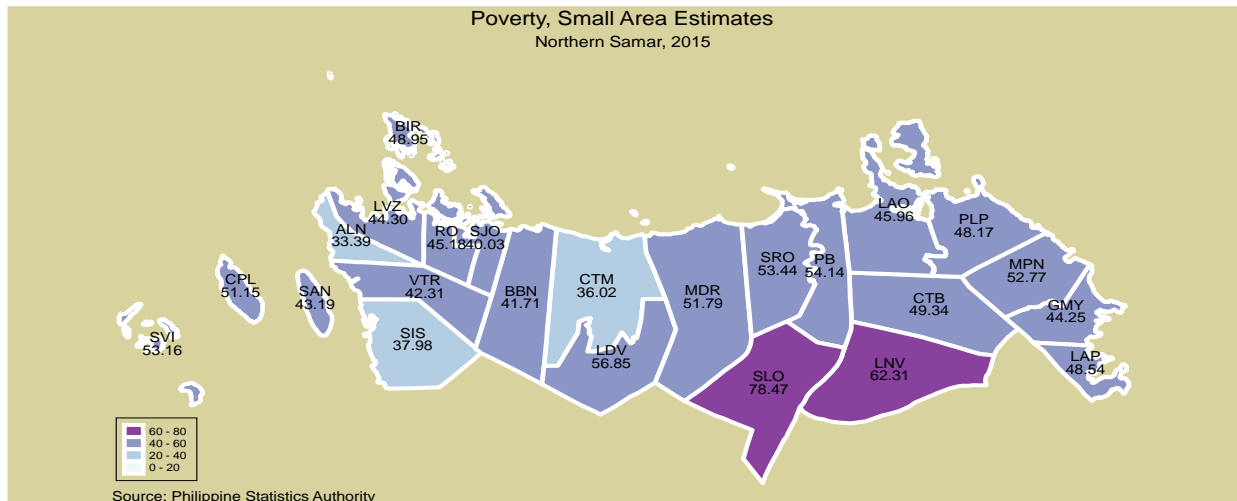 Poverty, Small Area Estimates
Northern Samar, 2015
BIR
48.95
LVZ
44.30
ALN
33.39
RO
45.18
SJO
40.03
LAO
45.96
PLP
48.17
CPL
51.15
SAN
43.19
VTR
42.31
BBN
41.71
CTM
36.02
MDR
51.79
SRO
53.44
PB
54.14
MPN
52.77
CTB
49.34
GMY
44.25
SVI
53.16
SIS
37.98
LDV
56.85
SLO
78.47
LNV
62.31
LAP
48.54
60 - 80
40 - 60
20 - 40
0 - 20
Source: Philippine Statistics Authority